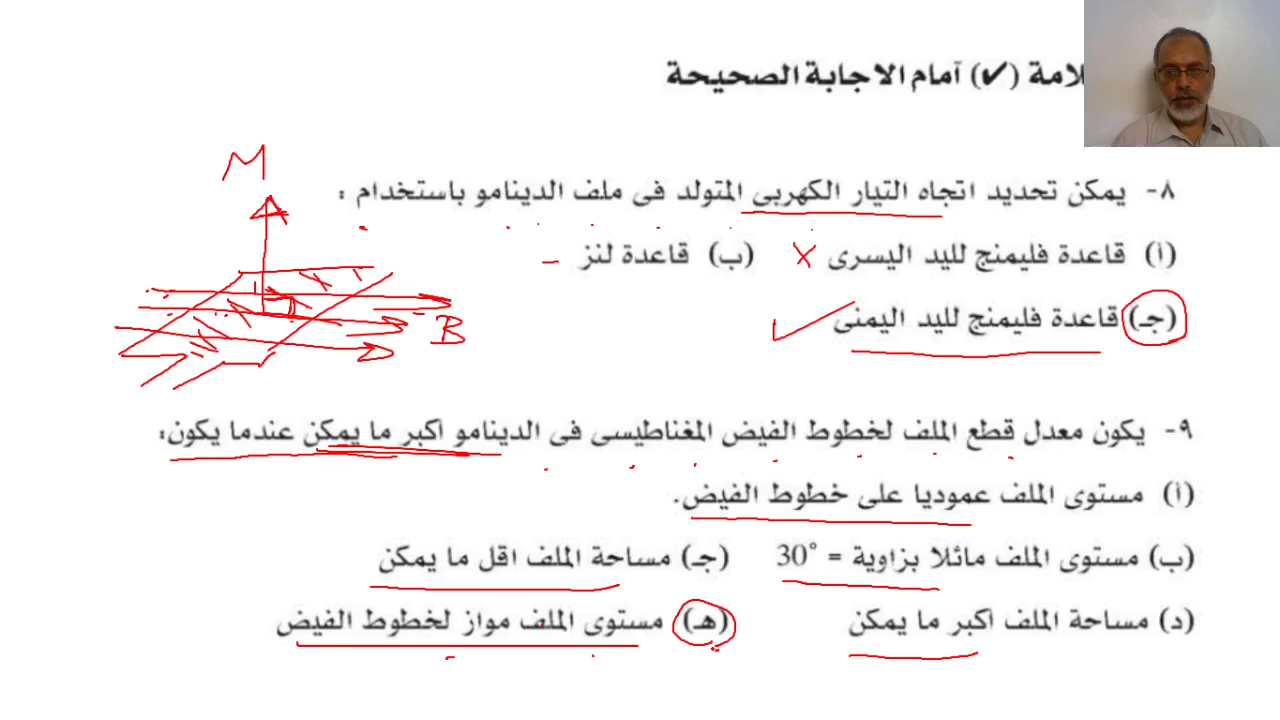 لامة (✓) آمام الاجابة الصحيحة
M
٨- يمكن تحديد اتجاه التيار الكهربى المتولد فى ملف الدينامو باستخدام :
(أ) قاعدة فليمنج لليد اليسرى (ب) قاعدة لنز
(جـ) قاعدة فليمنج لليد اليمنى
B
٩- يكون معدل قطع الملف لخطوط الفيض المغناطيسى فى الدينامو اكبر ما يمكن عندما يكون:
(أ) مستوى الملف عموديا على خطوط الفيض.
(ب) مستوى الملف مائلا بزاوية = 30° (جـ) مساحة الملف اقل ما يمكن
(د) مساحة الملف اكبر ما يمكن (هـ) مستوى الملف مواز لخطوط الفيض